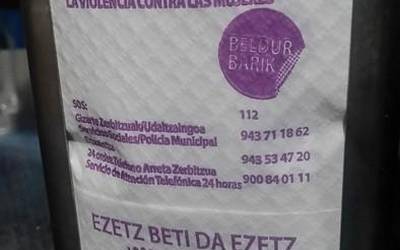 LA VIOLENCIA CONTRA LAS MUJERES
BELDUR
BARIK
SOS: 112
Gizarte Zerbitzuak/Udaltzaingoa
Servicios Sociales/Policia Municipal 943 71 18 62
943 53 47 20
24 ordek Telefono Arreta Zerbitzua
Servicio de Atención Telefónica 24 horas 900 84 01 11
EZETZ BETI DA EZETZ